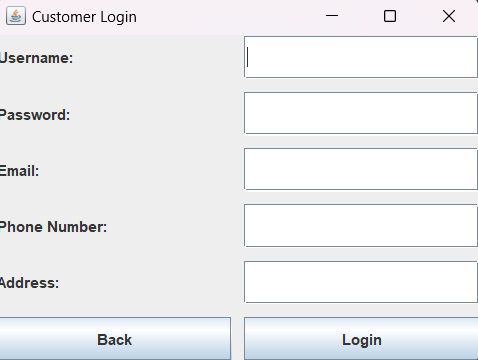 Customer Login
Username:
Password:
Email:
Phone Number:
Address:
Back Login